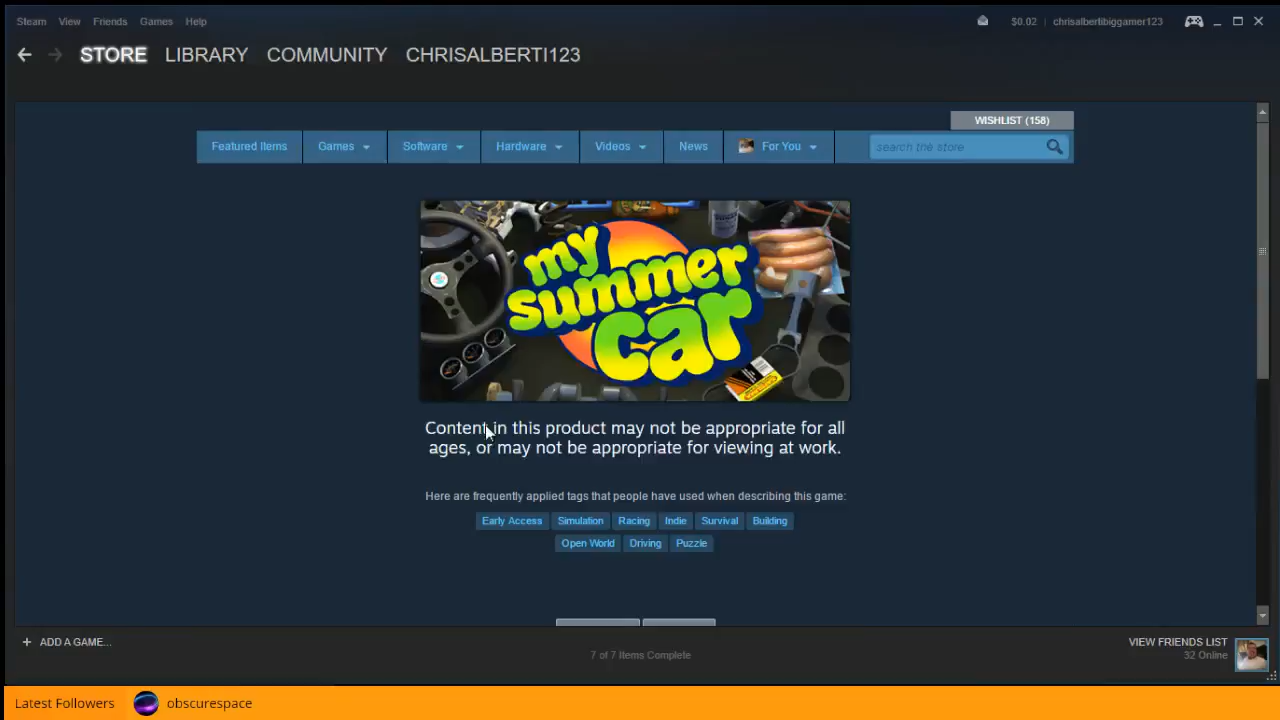 Steam View Friends Games Help
$0.02 | chrisalbertibiggamer123
STORE LIBRARY COMMUNITY CHRISALBERTI123
WISHLIST (158)
Featured Items Games Software Hardware Videos News For You search the store
my
summer
car
Content in this product may not be appropriate for all
ages, or may not be appropriate for viewing at work.
Here are frequently applied tags that people have used when describing this game:
Early Access Simulation Racing Indie Survival Building
Open World Driving Puzzle
+ ADD A GAME...
7 of 7 Items Complete
VIEW FRIENDS LIST
32 Online
Latest Followers obscurespace